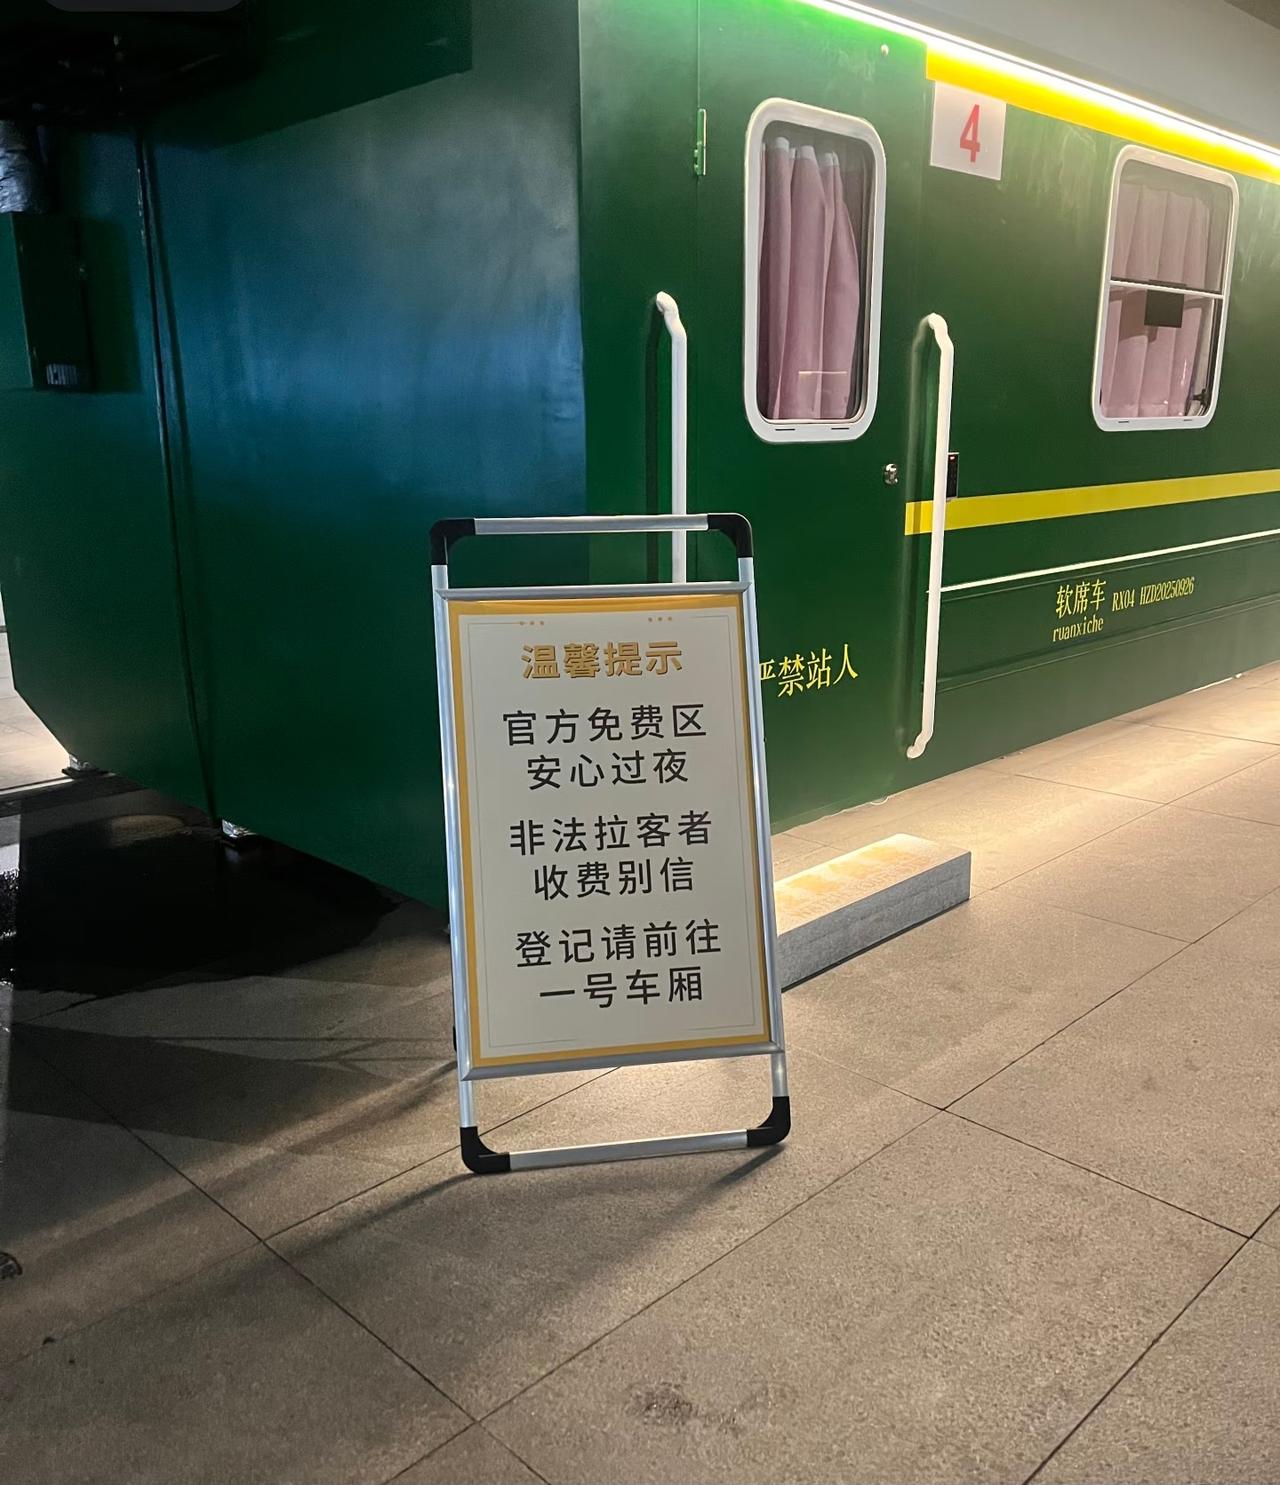 4
软席车 RX04 HZD20250926
ruanxiche
严禁站人
温馨提示
官方免费区
安心过夜
非法拉客者
收费别信
登记请前往
一号车厢